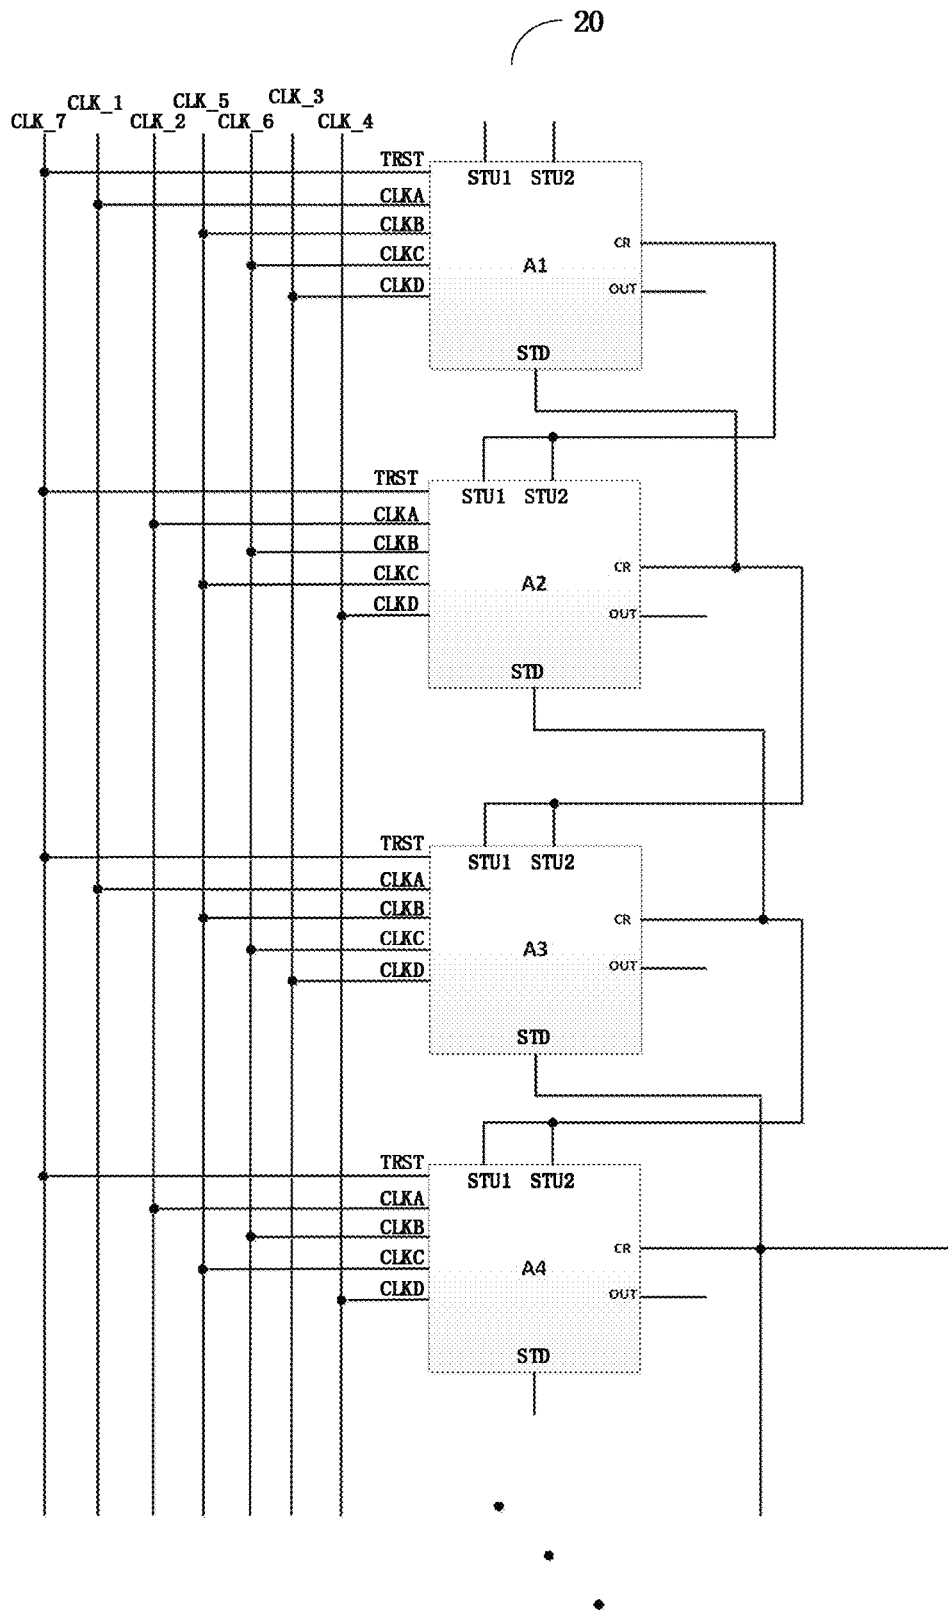 20
CLK_7 CLK_1 CLK_2 CLK_5 CLK_6 CLK_3 CLK_4
TRST
CLKA
CLKB
CLKC
CLKD
STU1 STU2
CR
A1
OUT
STD
TRST
CLKA
CLKB
CLKC
CLKD
STU1 STU2
CR
A2
OUT
STD
TRST
CLKA
CLKB
CLKC
CLKD
STU1 STU2
CR
A3
OUT
STD
TRST
CLKA
CLKB
CLKC
CLKD
STU1 STU2
CR
A4
OUT
STD